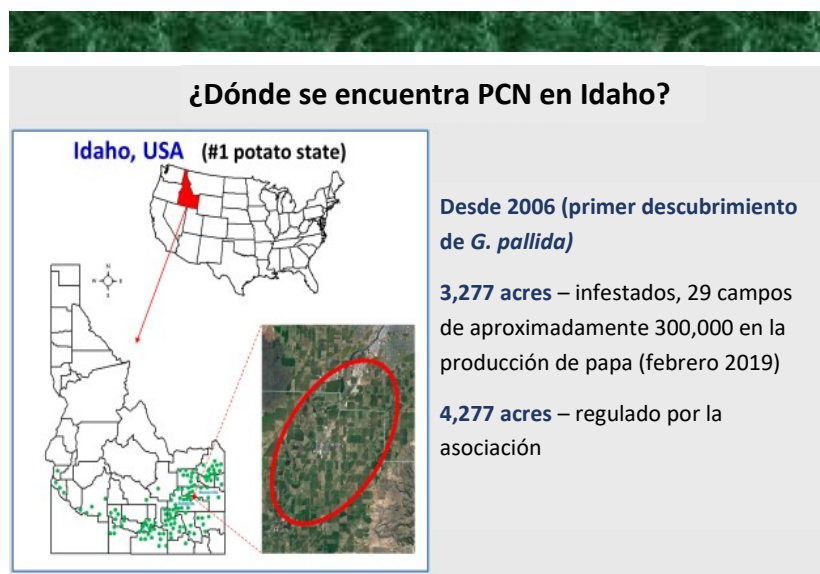 ¿Dónde se encuentra PCN en Idaho?
Idaho, USA (#1 potato state)
N
W E
S
Desde 2006 (primer descubrimiento
de G. pallida)
3,277 acres – infestados, 29 campos
de aproximadamente 300,000 en la
producción de papa (febrero 2019)
4,277 acres – regulado por la
asociación